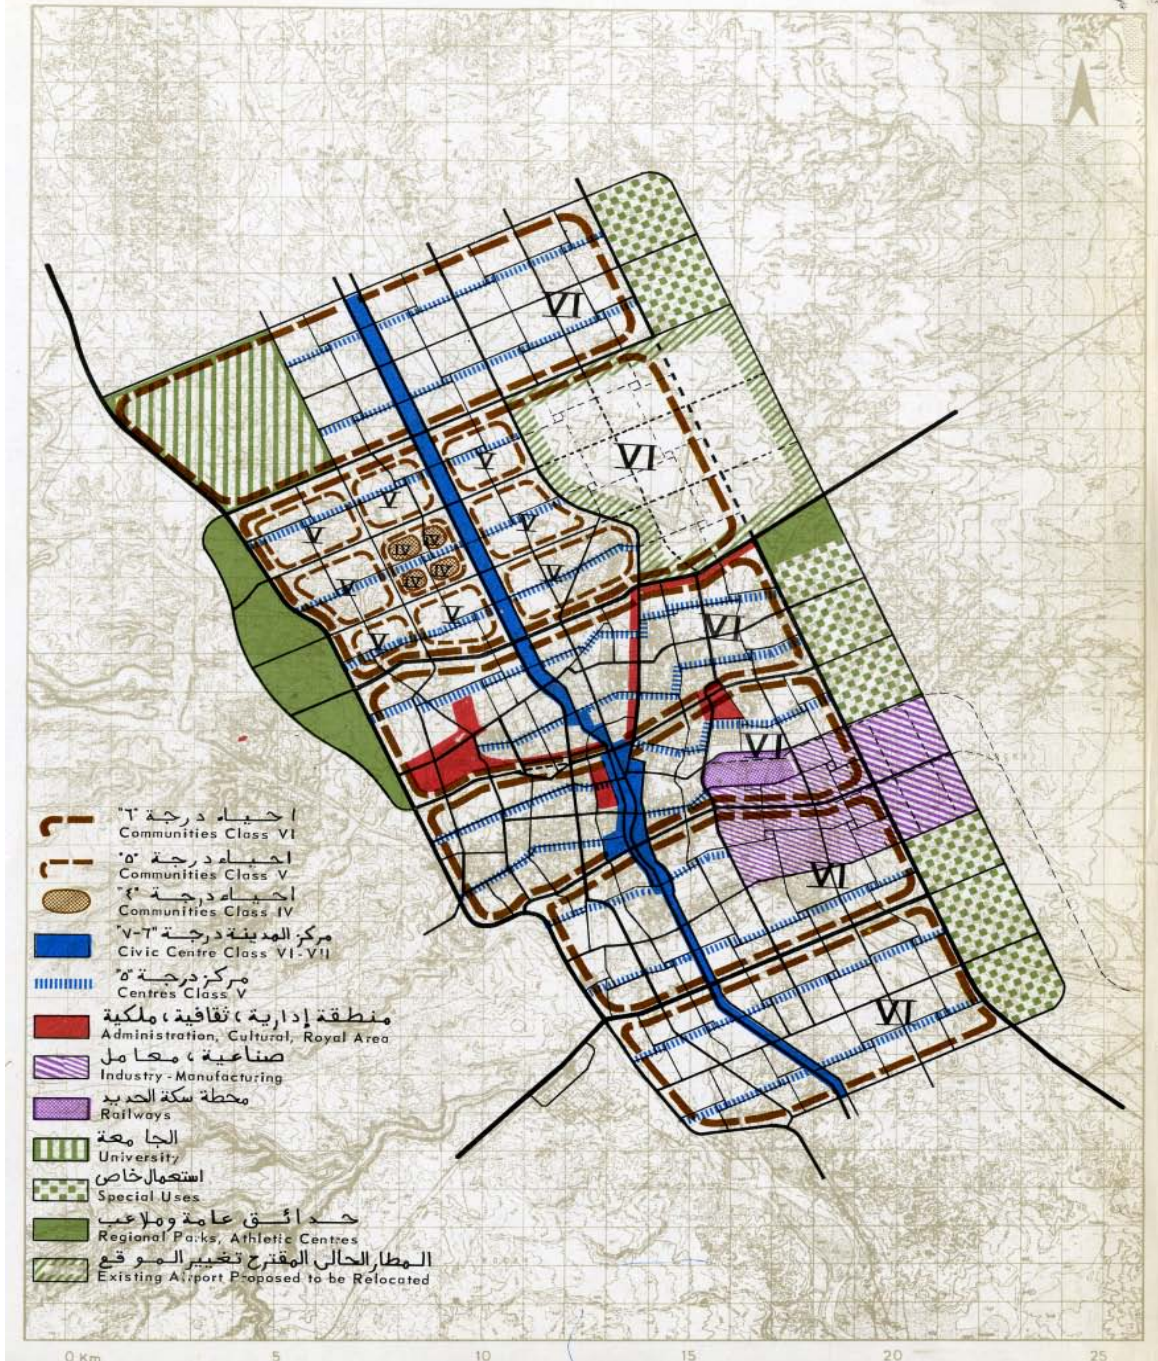 VI
VI
V
V
V
V
V
IV
IV
IV
IV
V
V
V
V
VI
VI
VI
VI
احياء درجة "٦"
Communities Class VI
احياء درجة "٥"
Communities Class V
احياء درجة "٤"
Communities Class IV
مركز المدينة درجة "٦-٧"
Civic Centre Class VI-VII
مركز درجة "٥"
Centres Class V
منطقة إدارية، ثقافية، ملكية
Administration, Cultural, Royal Area
صناعية، معامل
Industry - Manufacturing
محطة سكة الحديد
Railways
الجامعة
University
استعمال خاص
Special Uses
حدائق عامة وملاعب
Regional Parks, Athletic Centres
المطار الحالى المقترح تغيير الموقع
Existing Airport Proposed to be Relocated
0 Km 5 10 15 20 25